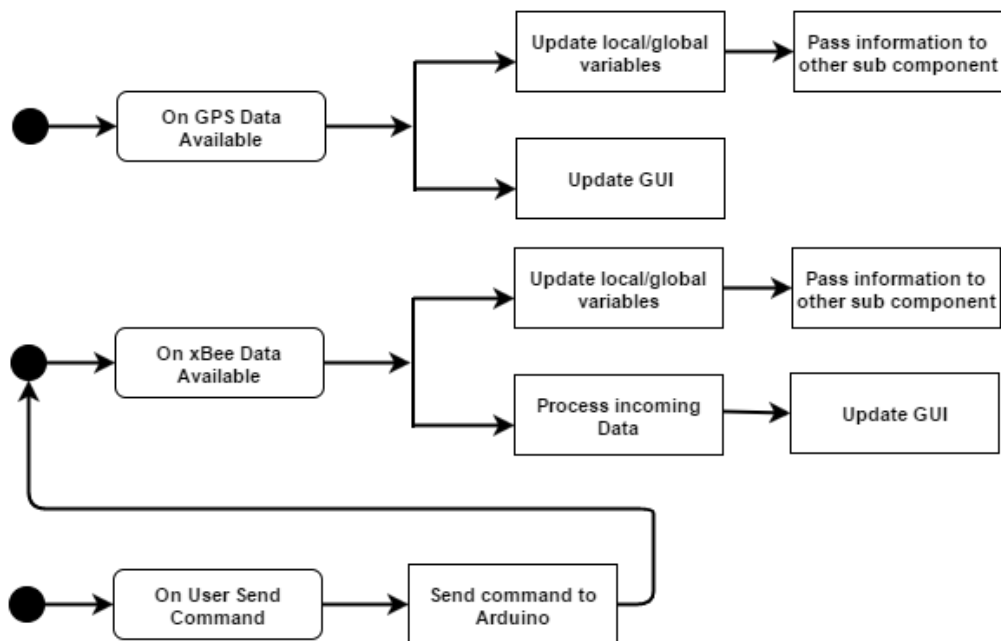 Update local/global
variables
Pass information to
other sub component
On GPS Data
Available
Update GUI
Update local/global
variables
Pass information to
other sub component
On xBee Data
Available
Process incoming
Data
Update GUI
On User Send
Command
Send command to
Arduino